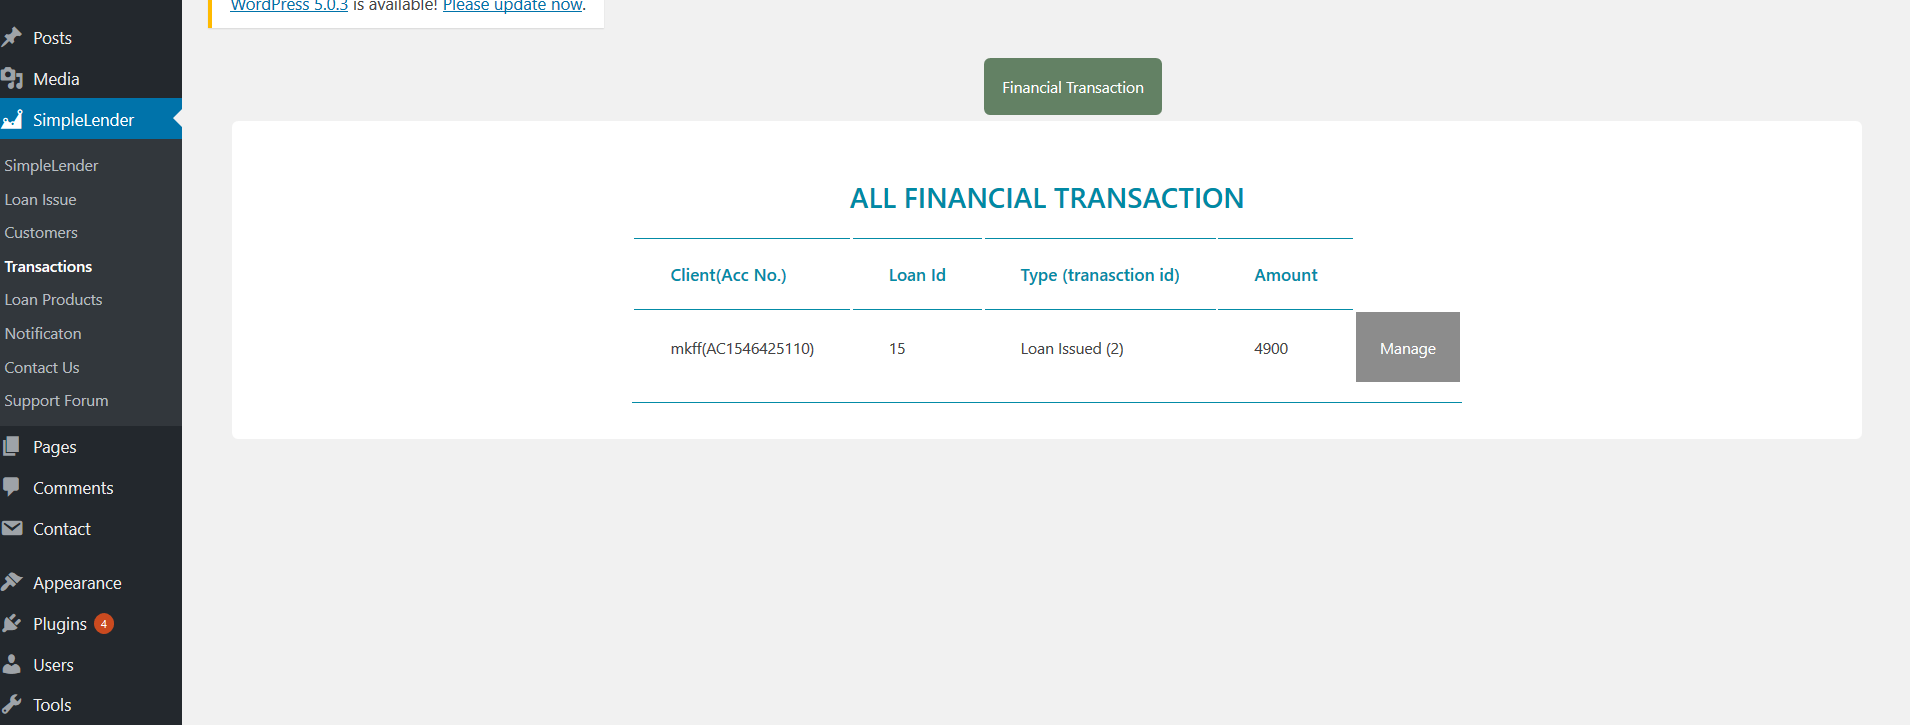 WordPress 5.0.3 is available! Please update now.
Posts
Media
SimpleLender
SimpleLender
Loan Issue
Customers
Transactions
Loan Products
Notificaton
Contact Us
Support Forum
Pages
Comments
Contact
Appearance
Plugins 4
Users
Tools
Financial Transaction
ALL FINANCIAL TRANSACTION
Client(Acc No.) Loan Id Type (tranasction id) Amount
mkff(AC1546425110) 15 Loan Issued (2) 4900 Manage